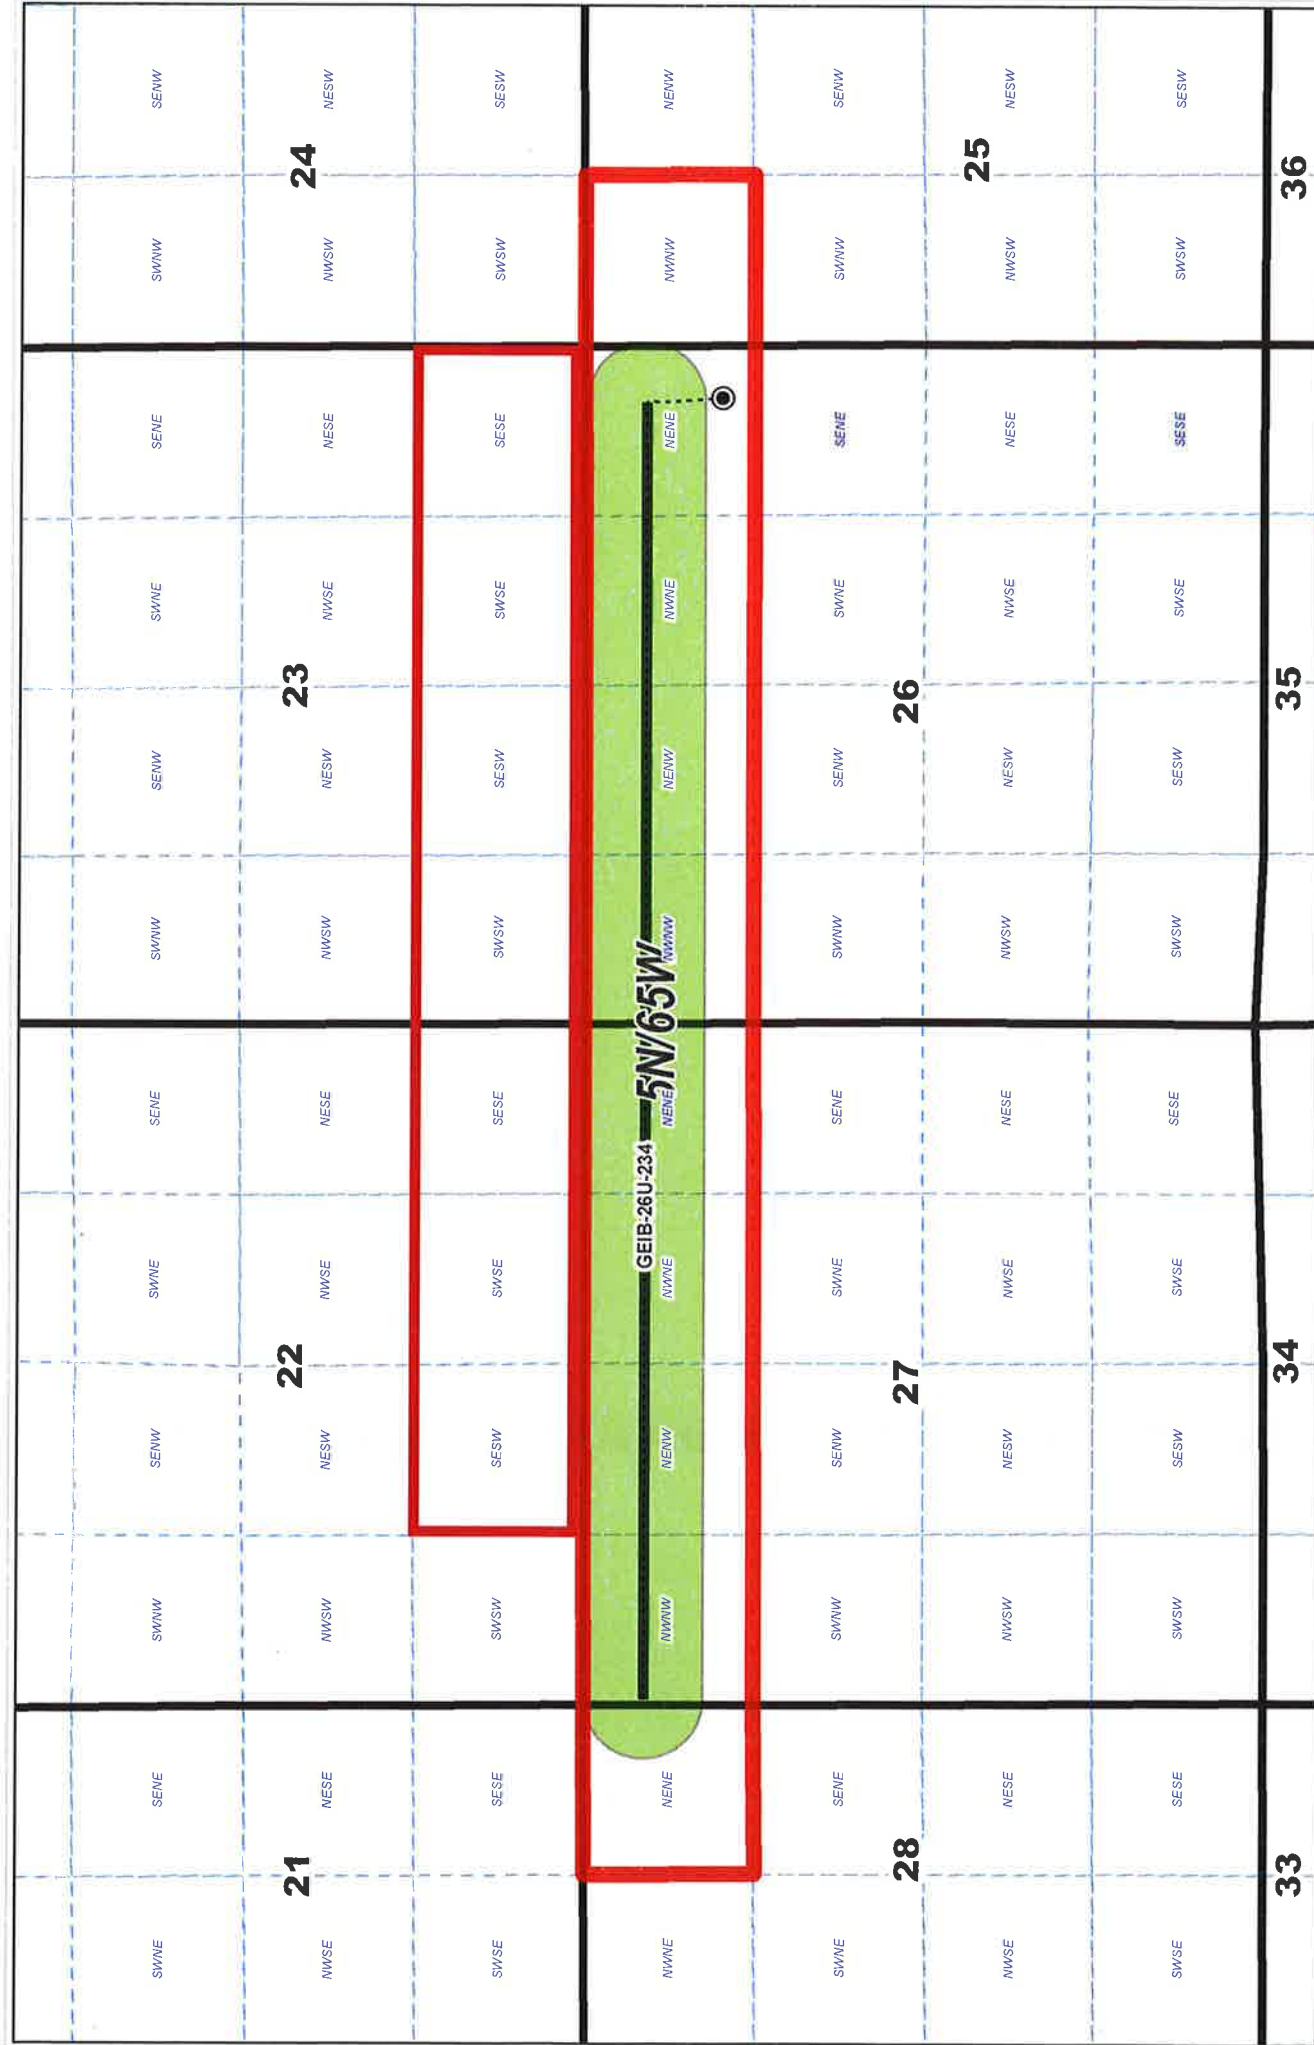 SWNE SENE SWNW SENW SWNE SENE SWNW SENW SWNE SENE SWNW SENW
21 22 23 24
NWSE NESE NWSW NESW NWSE NESE NWSW NESW NWSE NESE NWSW NESW
SWSE SESE SWSW SESW SWSE SESE SWSW SESW SWSE SESE SWSW SESW
GEIB-26U-234 5N/65W
NWNE NENE NWNW NENW NWNE NENE NWNW NENW NWNE NENE NWNW NENW
SWNE SENE SWNW SENW SWNE SENE SWNW SENW SWNE SENE SWNW SENW
28 27 26 25
NWSE NESE NWSW NESW NWSE NESE NWSW NESW NWSE NESE NWSW NESW
SWSE SESE SWSW SESW SWSE SESE SWSW SESW SWSE SESE SWSW SESW
33 34 35 36